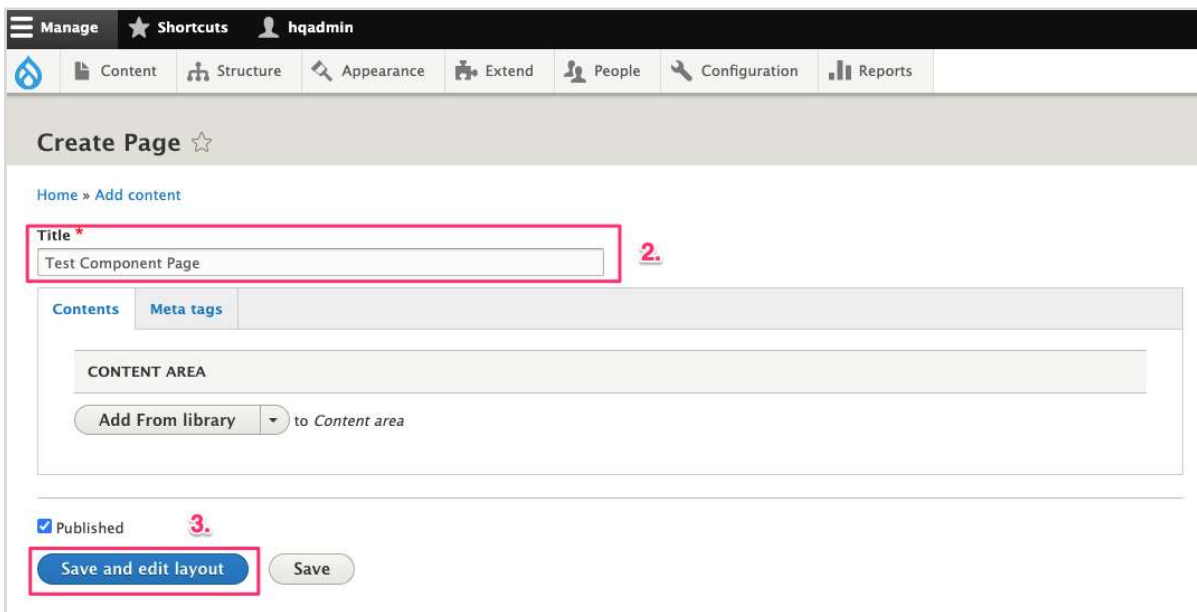 Manage Shortcuts hqadmin
Content Structure Appearance Extend People Configuration Reports
Create Page
Home » Add content
Title *
Test Component Page
2.
Contents Meta tags
CONTENT AREA
Add From library to Content area
Published
3.
Save and edit layout Save